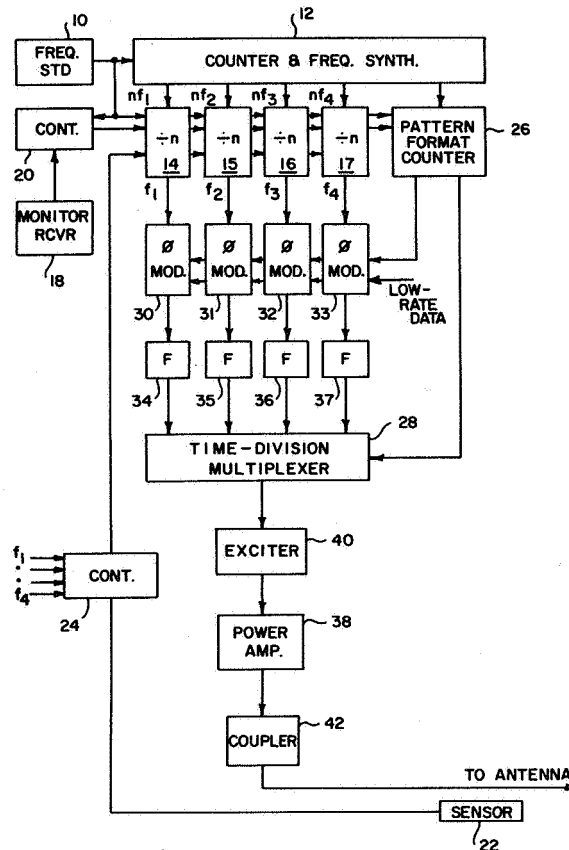 10
12
FREQ.
STD
COUNTER & FREQ. SYNTH.
nf1
nf2
nf3
nf4
CONT.
÷n
÷n
÷n
÷n
PATTERN
FORMAT
COUNTER
26
20
14
15
16
17
MONITOR
RCVR
18
f1
f2
f3
f4
Ø
MOD.
Ø
MOD.
Ø
MOD.
Ø
MOD.
LOW-
RATE
DATA
30
31
32
33
F
F
F
F
34
35
36
37
28
TIME-DIVISION
MULTIPLEXER
f1
f4
CONT.
24
EXCITER
40
POWER
AMP.
38
COUPLER
42
TO ANTENNA
SENSOR
22